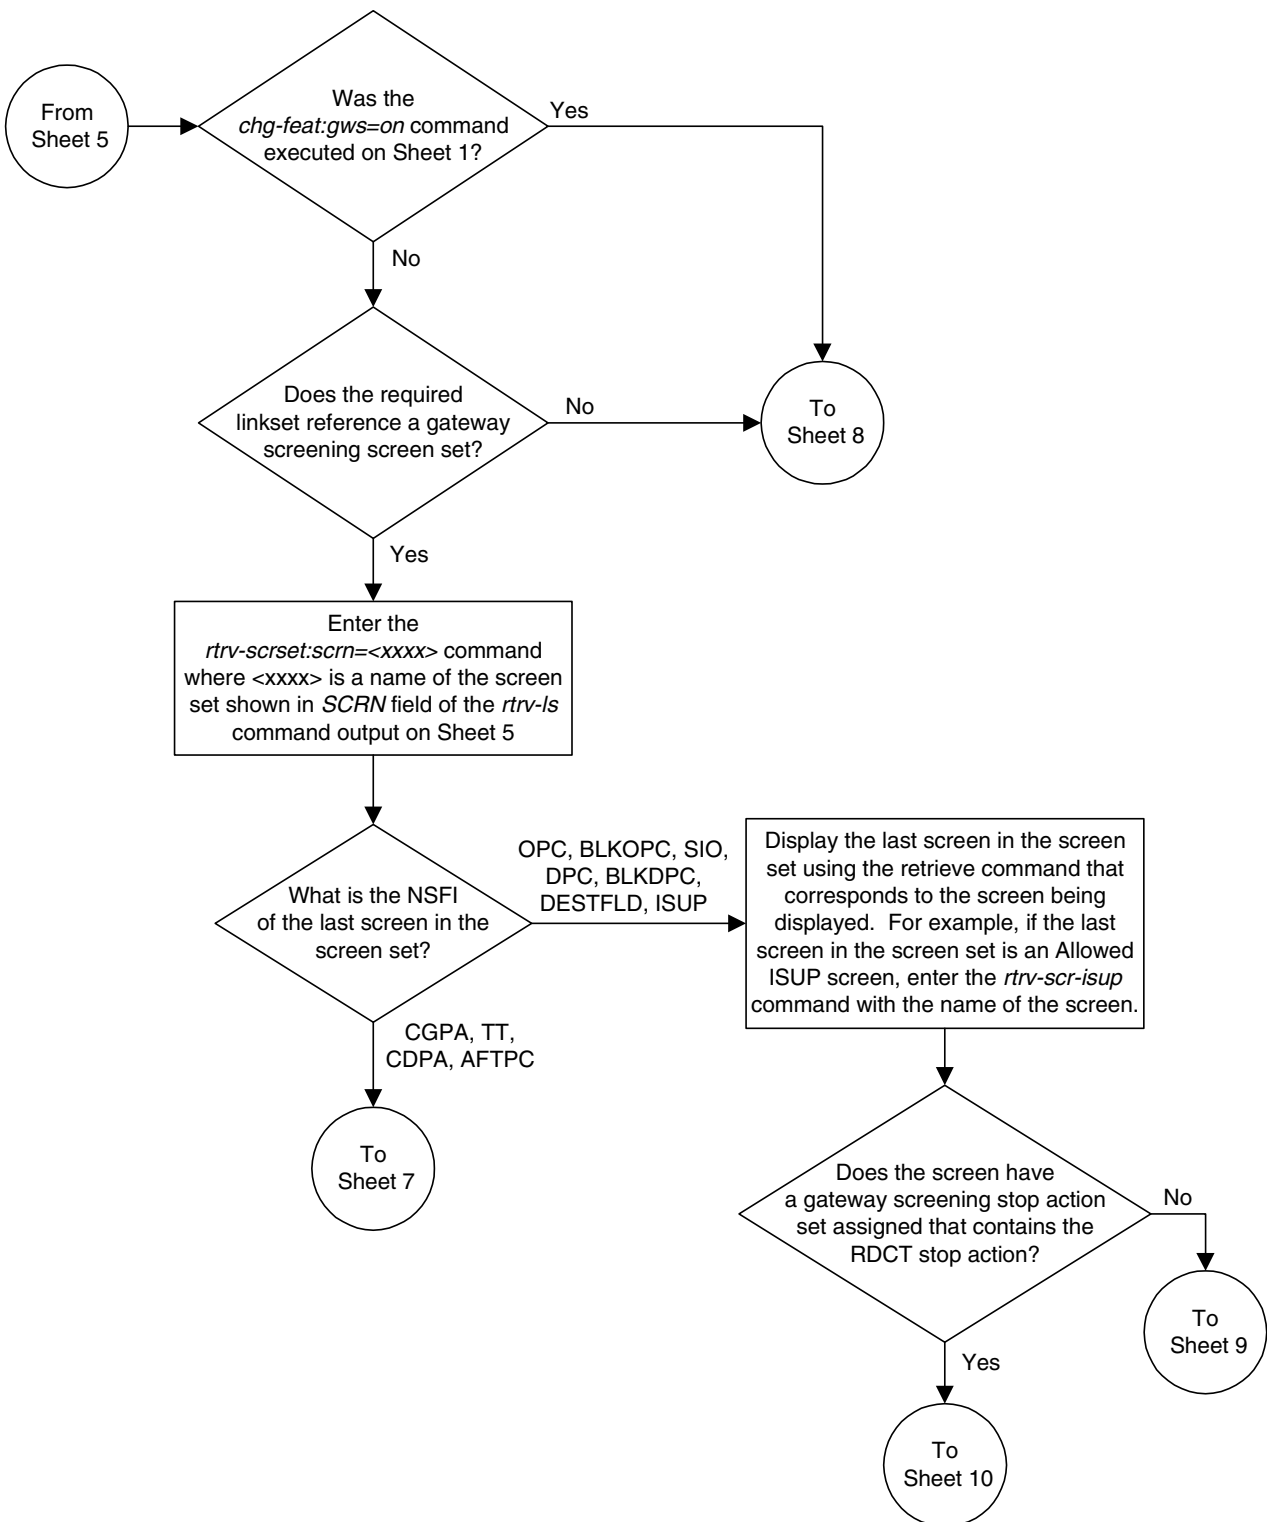 From
Sheet 5
Was the
chg-feat:gws=on command
executed on Sheet 1?
Yes
No
Does the required
linkset reference a gateway
screening screen set?
No
To
Sheet 8
Yes
Enter the
rtrv-scrset:scrn=<xxxx> command
where <xxxx> is a name of the screen
set shown in SCRN field of the rtrv-ls
command output on Sheet 5
What is the NSFI
of the last screen in the
screen set?
OPC, BLKOPC, SIO,
DPC, BLKDPC,
DESTFLD, ISUP
Display the last screen in the screen
set using the retrieve command that
corresponds to the screen being
displayed.  For example, if the last
screen in the screen set is an Allowed
ISUP screen, enter the rtrv-scr-isup
command with the name of the screen.
CGPA, TT,
CDPA, AFTPC
To
Sheet 7
Does the screen have
a gateway screening stop action
set assigned that contains the
RDCT stop action?
No
To
Sheet 9
Yes
To
Sheet 10